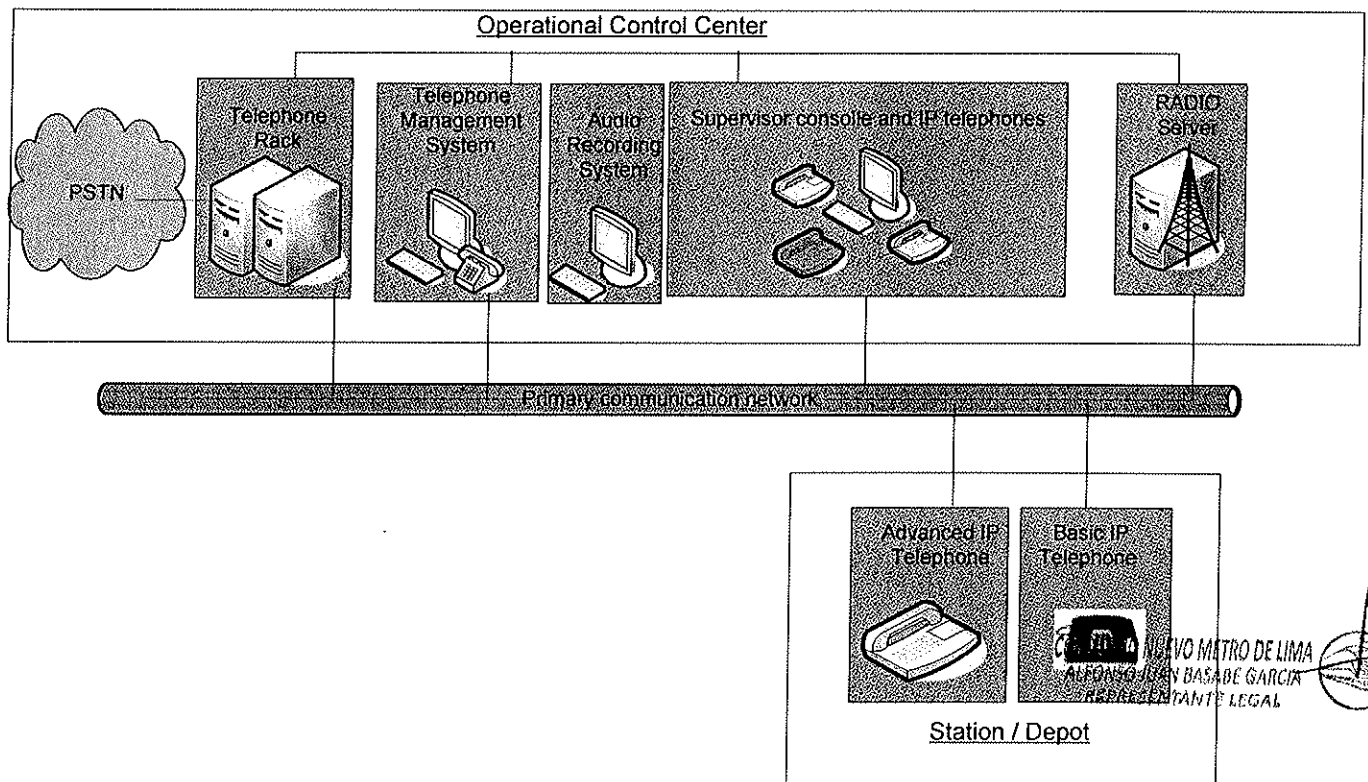 Operational Control Center
PSTN
Telephone
Rack
Telephone
Management
System
Audio
Recording
System
Supervisor consolle and IP telephones
RADIO
Server
Primary communication network
Advanced IP
Telephone
Basic IP
Telephone
NUEVO METRO DE LIMA
ALFONSO JUAN BASABE GARCIA
REPRESENTANTE LEGAL
Station / Depot